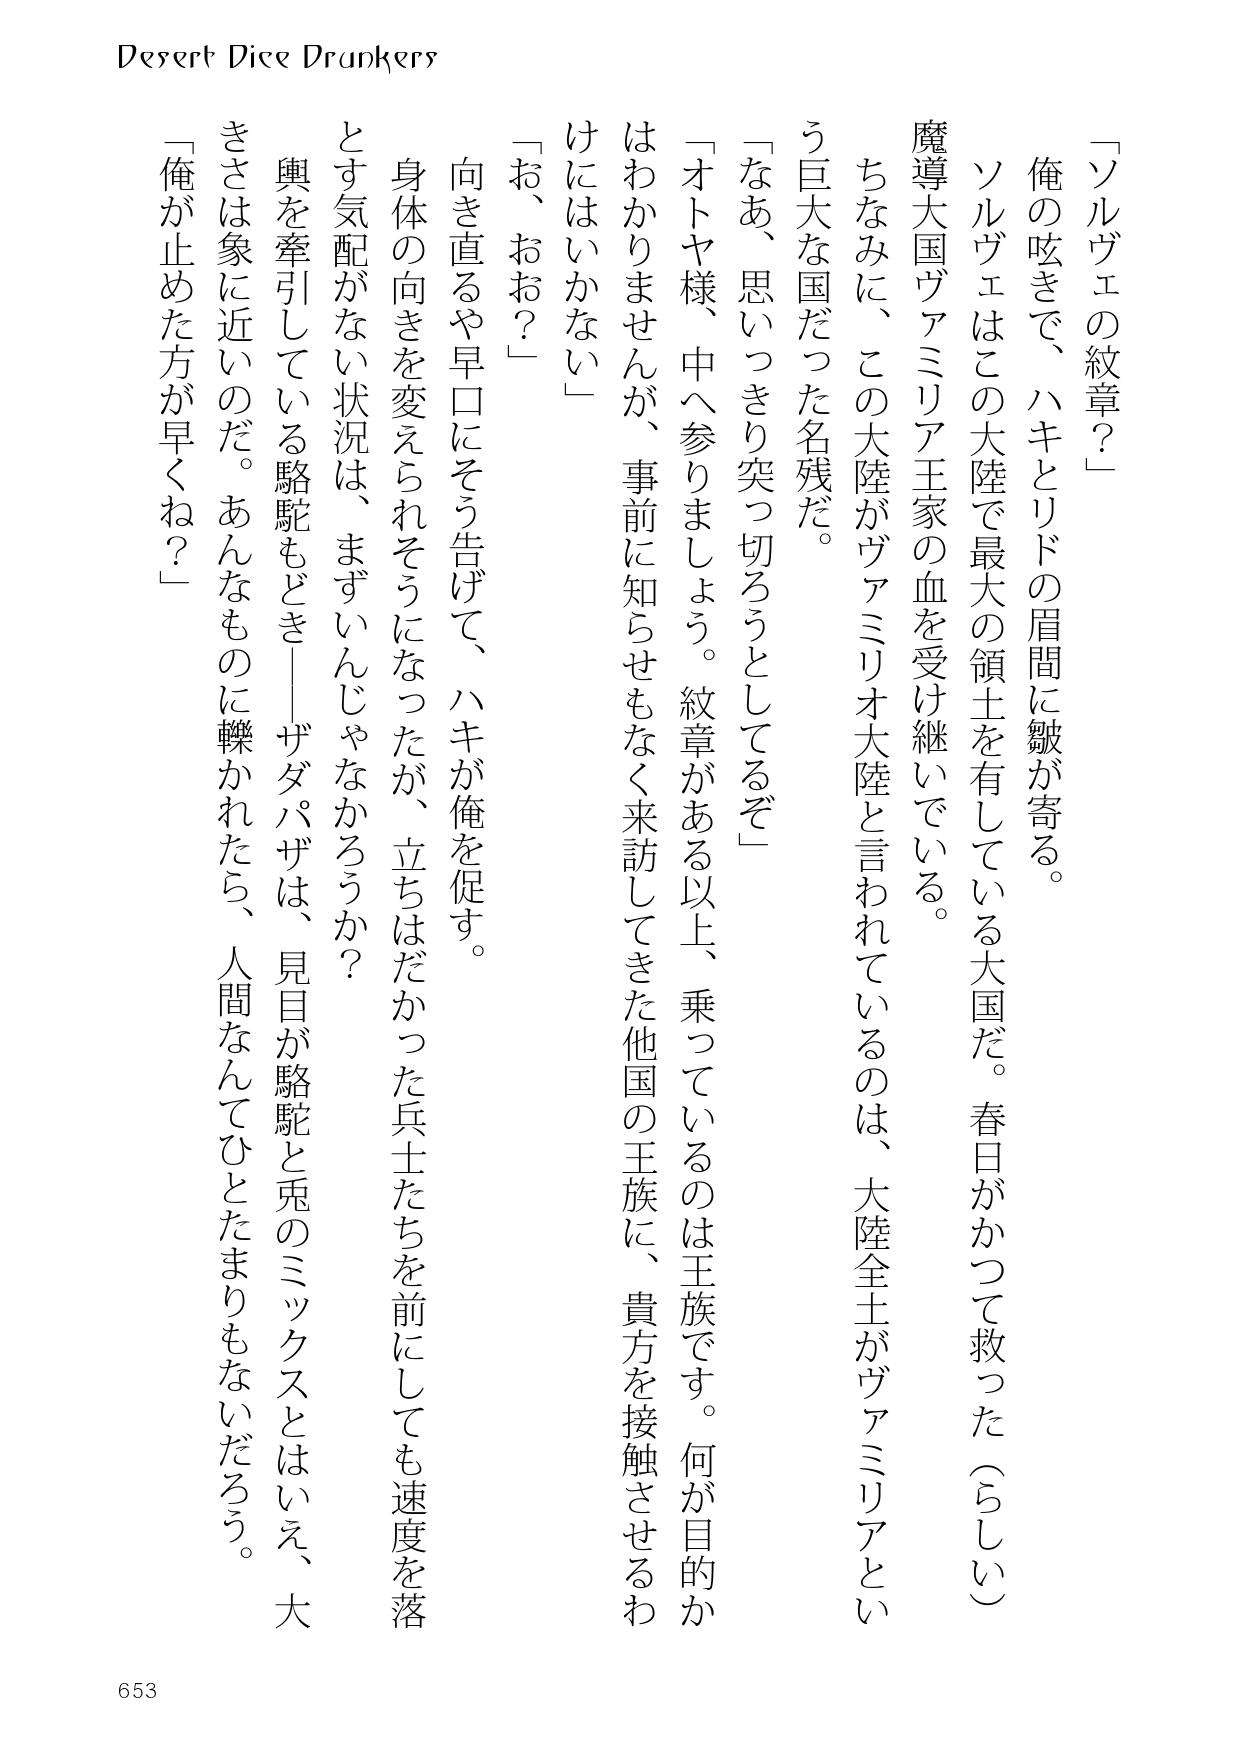 Desert Dice Drunkers
「ソルヴェの紋章？」
俺の呟きで、ハキとリドの眉間に皺が寄る。
ソルヴェはこの大陸で最大の領土を有している大国だ。春日がかつて救った（らしい）
魔導大国ヴァミリア王家の血を受け継いでいる。
ちなみに、この大陸がヴァミリオ大陸と言われているのは、大陸全土がヴァミリアとい
う巨大な国だった名残だ。
「なあ、思いっきり突っ切ろうとしてるぞ」
「オトヤ様、中へ参りましょう。紋章がある以上、乗っているのは王族です。何が目的か
はわかりませんが、事前に知らせもなく来訪してきた他国の王族に、貴方を接触させるわ
けにはいかない」
「お、おお？」
向き直るや早口にそう告げて、ハキが俺を促す。
身体の向きを変えられそうになったが、立ちはだかった兵士たちを前にしても速度を落
とす気配がない状況は、まずいんじゃなかろうか？
輿を牽引している駱駝もどき――ザダパザは、見目が駱駝と兎のミックスとはいえ、大
きさは象に近いのだ。あんなものに轢かれたら、人間なんてひとたまりもないだろう。
「俺が止めた方が早くね？」
653